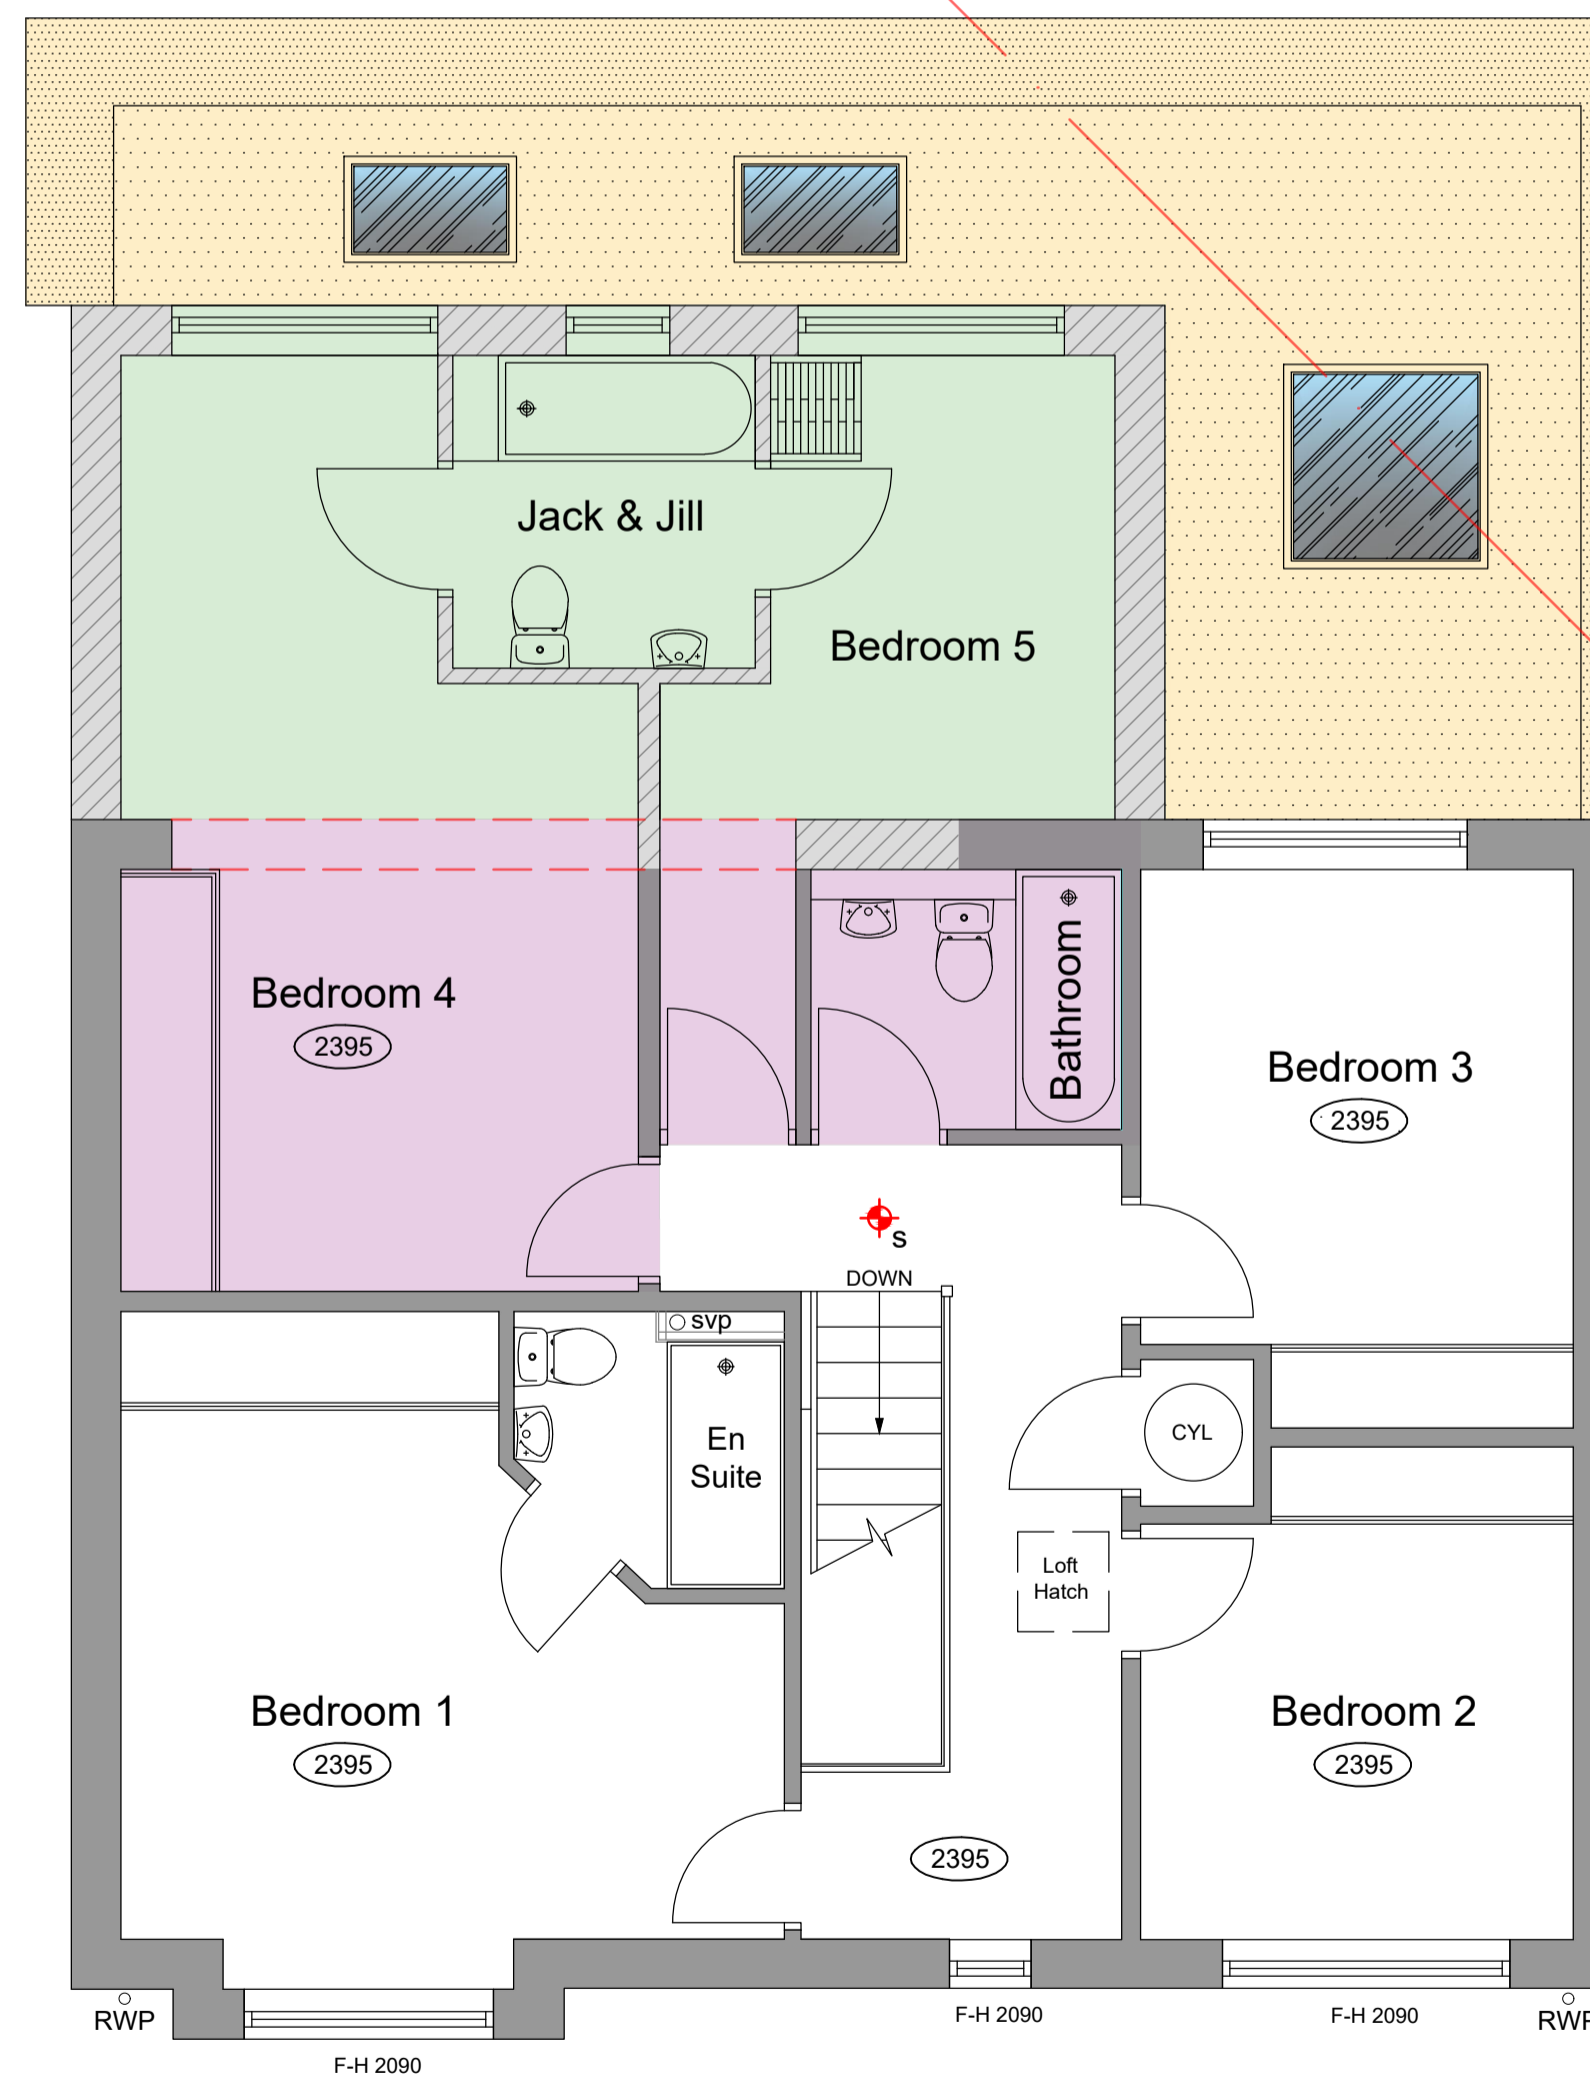 Jack & Jill
Bedroom 5
Bedroom 4
2395
Bathroom
Bedroom 3
2395
s
DOWN
svp
En
Suite
CYL
Loft
Hatch
Bedroom 1
2395
Bedroom 2
2395
2395
RWP
F-H 2090
F-H 2090
RWP
F-H 2090